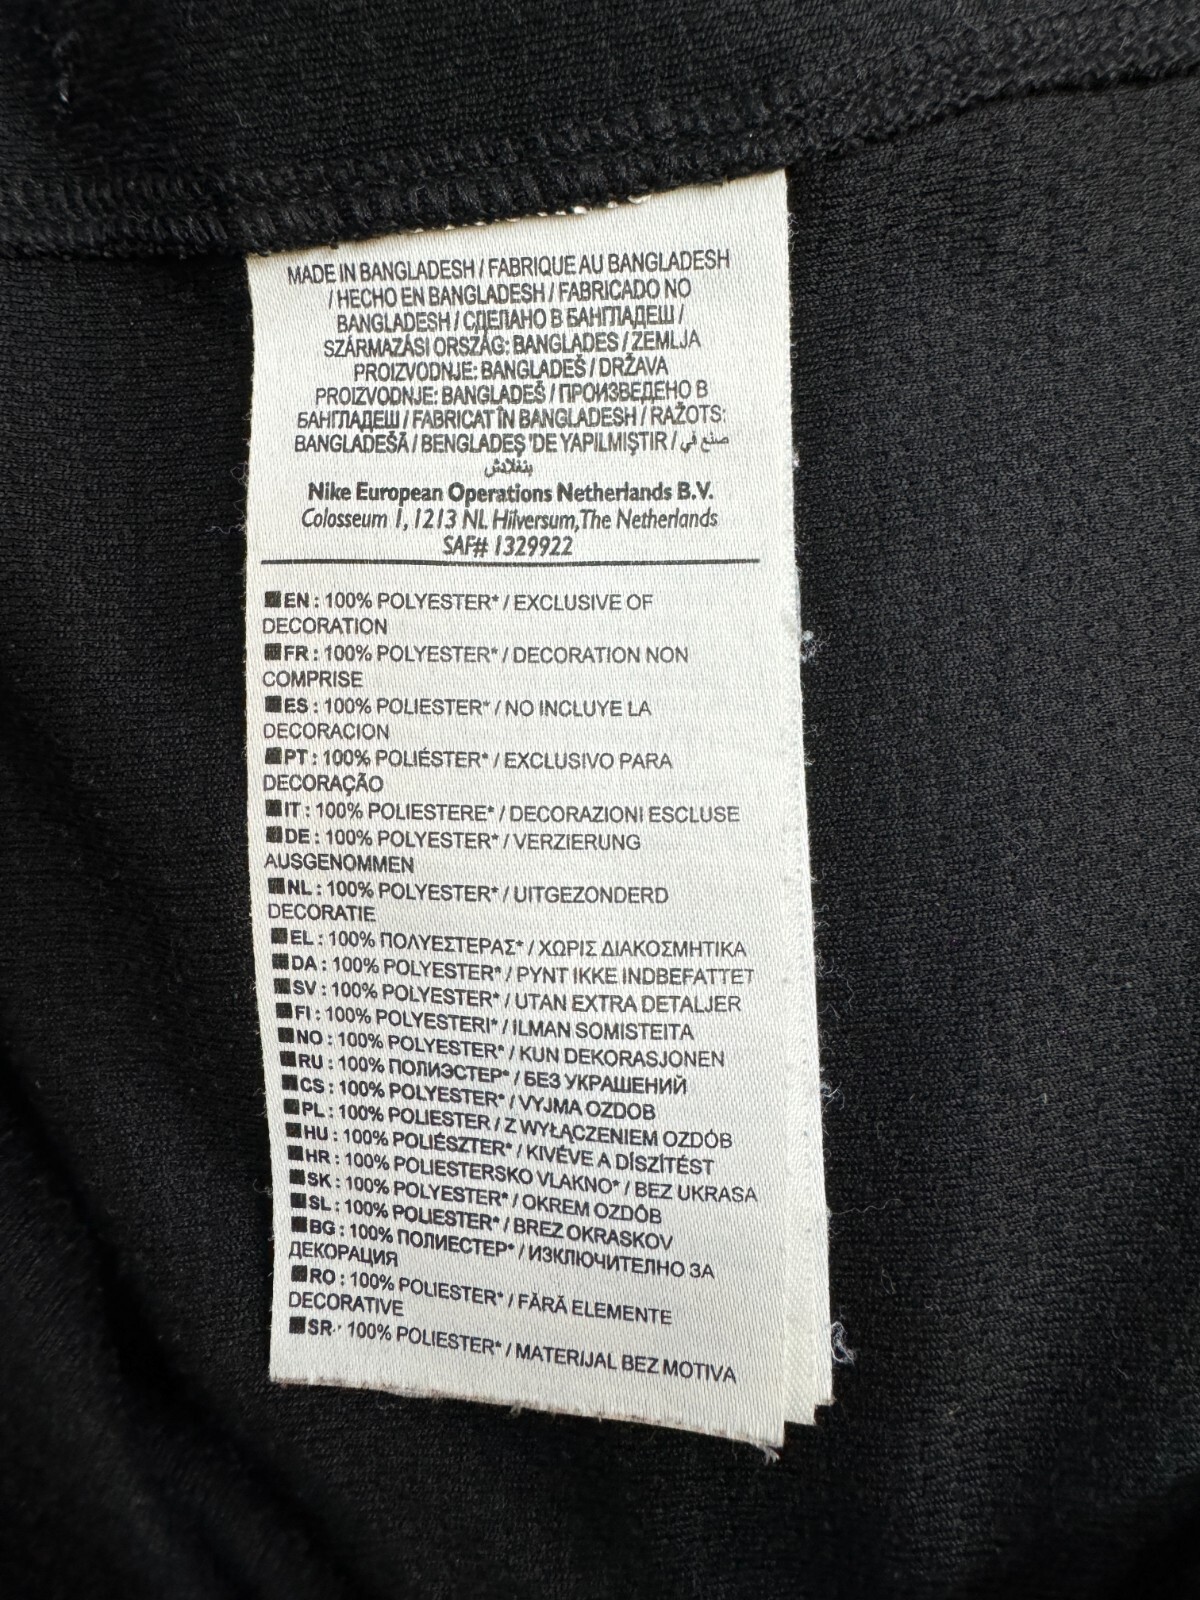 MADE IN BANGLADESH / FABRIQUE AU BANGLADESH
/ HECHO EN BANGLADESH / FABRICADO NO
BANGLADESH / СДЕЛАНО В БАНГЛАДЕШ /
SZÁRMAZÁSI ORSZÁG: BANGLADES / ZEMLJA
PROIZVODNJE: BANGLADEŠ / DRŽAVA
PROIZVODNJE: BANGLADEŠ / ПРОИЗВЕДЕНО В
БАНГЛАДЕШ / FABRICAT ÎN BANGLADESH / RAŽOTS:
BANGLADEŠĀ / BENGLADEŞ 'DE YAPILMIŞTIR / صنع في
بنغلادش
Nike European Operations Netherlands B.V.
Colosseum 1, 1213 NL Hilversum, The Netherlands
SAF# 1329922
EN : 100% POLYESTER* / EXCLUSIVE OF
DECORATION
FR : 100% POLYESTER* / DECORATION NON
COMPRISE
ES : 100% POLIESTER* / NO INCLUYE LA
DECORACION
PT : 100% POLIÉSTER* / EXCLUSIVO PARA
DECORAÇÃO
IT : 100% POLIESTERE* / DECORAZIONI ESCLUSE
DE : 100% POLYESTER* / VERZIERUNG
AUSGENOMMEN
NL : 100% POLYESTER* / UITGEZONDERD
DECORATIE
EL : 100% ΠΟΛΥΕΣΤΕΡΑΣ* / ΧΩΡΙΣ ΔΙΑΚΟΣΜΗΤΙΚΑ
DA : 100% POLYESTER* / PYNT IKKE INDBEFATTET
SV : 100% POLYESTER* / UTAN EXTRA DETALJER
FI : 100% POLYESTERI* / ILMAN SOMISTEITA
NO : 100% POLYESTER* / KUN DEKORASJONEN
RU : 100% ПОЛИЭСТЕР* / БЕЗ УКРАШЕНИЙ
CS : 100% POLYESTER* / VYJMA OZDOB
PL : 100% POLIESTER / Z WYŁĄCZENIEM OZDÓB
HU : 100% POLIÉSZTER* / KIVÉVE A DÍSZÍTÉST
HR : 100% POLIESTERSKO VLAKNO* / BEZ UKRASA
SK : 100% POLYESTER* / OKREM OZDÔB
SL : 100% POLIESTER* / BREZ OKRASKOV
BG : 100% ПОЛИЕСТЕР* / ИЗКЛЮЧИТЕЛНО ЗА
ДЕКОРАЦИЯ
RO : 100% POLIESTER* / FĂRĂ ELEMENTE
DECORATIVE
SR : 100% POLIESTER* / MATERIJAL BEZ MOTIVA